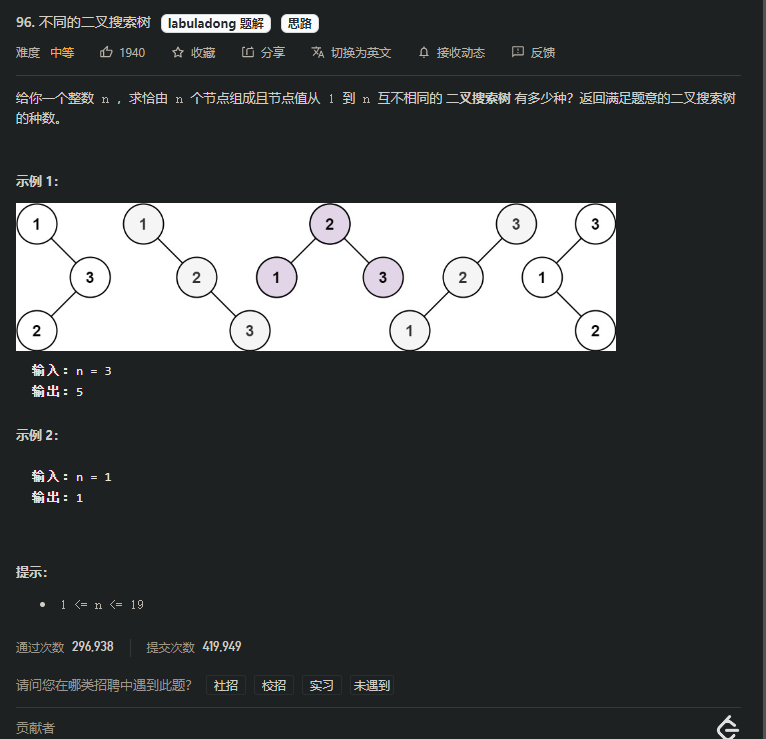 96. 不同的二叉搜索树 labuladong 题解 思路
难度 中等 1940 收藏 分享 切换为英文 接收动态 反馈
给你一个整数 n ，求恰由 n 个节点组成且节点值从 1 到 n 互不相同的 二叉搜索树 有多少种？返回满足题意的二叉搜索树
的种数。
示例 1：
1 1 2 3 3
3 2 1 3 2 1
2 3 1 2
输入：n = 3
输出：5
示例 2：
输入：n = 1
输出：1
提示：
1 <= n <= 19
通过次数 296,938 提交次数 419,949
请问您在哪类招聘中遇到此题？ 社招 校招 实习 未遇到
贡献者